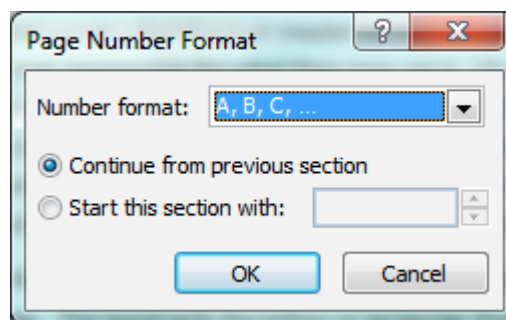 Page Number Format ?
Number format: A, B, C, ...
Continue from previous section
Start this section with:
OK Cancel